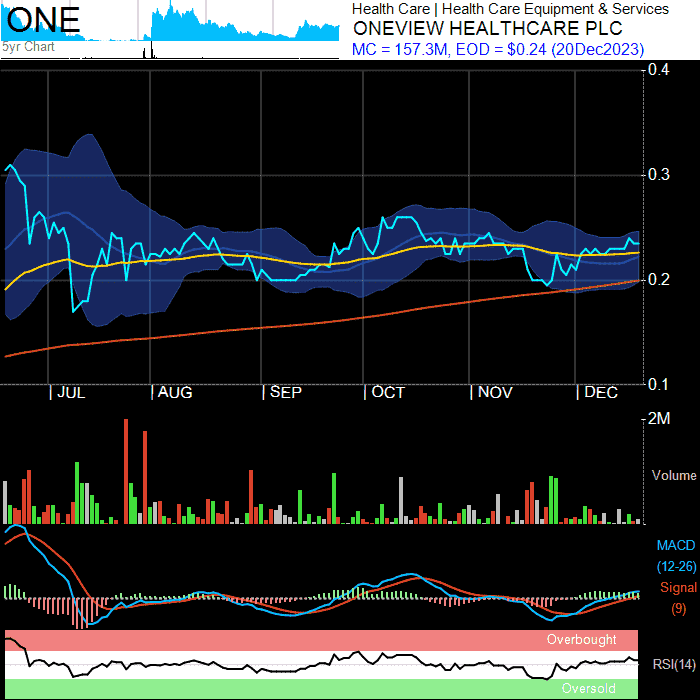 ONE
5yr Chart
Health Care | Health Care Equipment & Services
ONEVIEW HEALTHCARE PLC
MC = 157.3M, EOD = $0.24 (20Dec2023)
0.4
0.3
0.2
0.1
| JUL | AUG | SEP | OCT | NOV | DEC
2M
Volume
MACD
(12-26)
Signal
(9)
Overbought
RSI(14)
Oversold